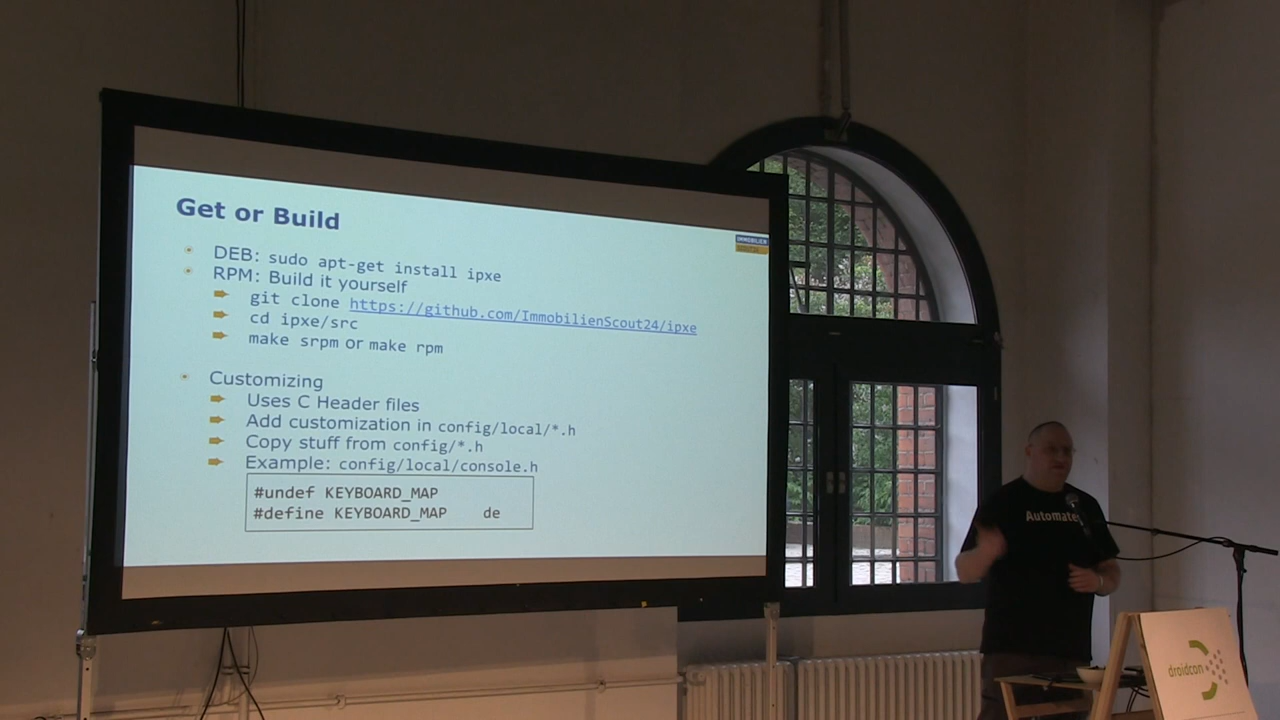 Get or Build
IMMOBILIEN
DEB: sudo apt-get install ipxe
RPM: Build it yourself
git clone https://github.com/ImmobilienScout24/ipxe
cd ipxe/src
make srpm or make rpm
Customizing
Uses C Header files
Add customization in config/local/*.h
Copy stuff from config/*.h
Example: config/local/console.h
#undef KEYBOARD_MAP
#define KEYBOARD_MAP de
Automate
droidcon